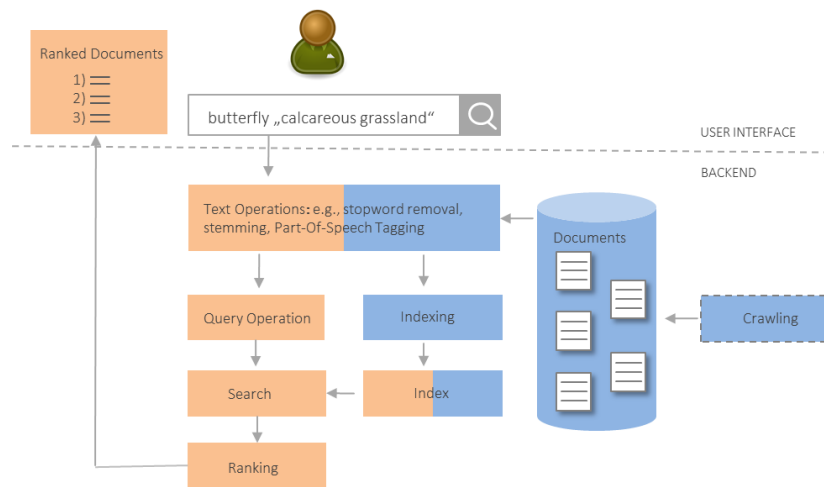 Ranked Documents
1)
2)
3)
butterfly „calcareous grassland“
USER INTERFACE
BACKEND
Text Operations: e.g., stopword removal,
stemming, Part-Of-Speech Tagging
Documents
Query Operation
Indexing
Crawling
Search
Index
Ranking